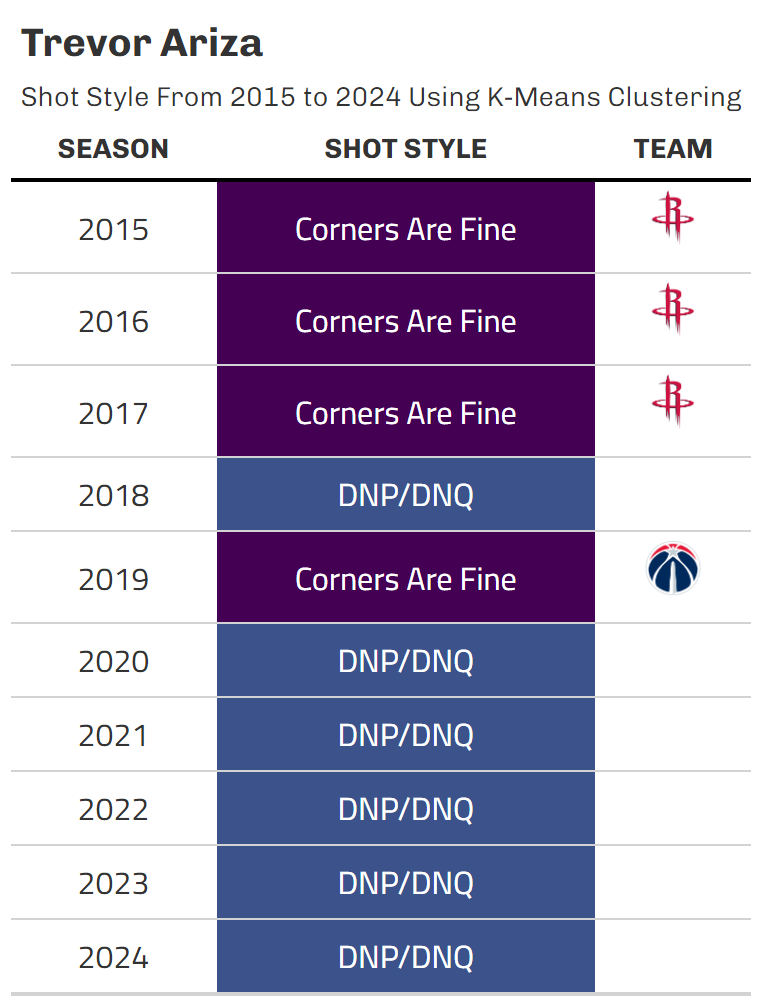 Trevor Ariza
Shot Style From 2015 to 2024 Using K-Means Clustering
SEASON SHOT STYLE TEAM
2015 Corners Are Fine
2016 Corners Are Fine
2017 Corners Are Fine
2018 DNP/DNQ
2019 Corners Are Fine
2020 DNP/DNQ
2021 DNP/DNQ
2022 DNP/DNQ
2023 DNP/DNQ
2024 DNP/DNQ